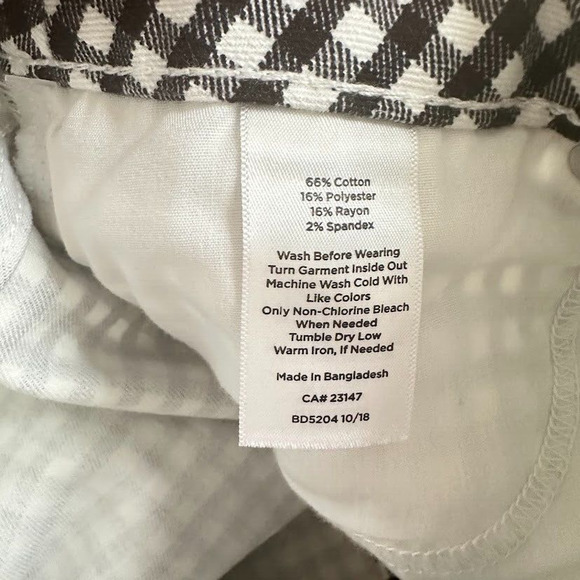 66% Cotton
16% Polyester
16% Rayon
2% Spandex
Wash Before Wearing
Turn Garment Inside Out
Machine Wash Cold With
Like Colors
Only Non-Chlorine Bleach
When Needed
Tumble Dry Low
Warm Iron, If Needed
Made In Bangladesh
CA# 23147
BD5204 10/18